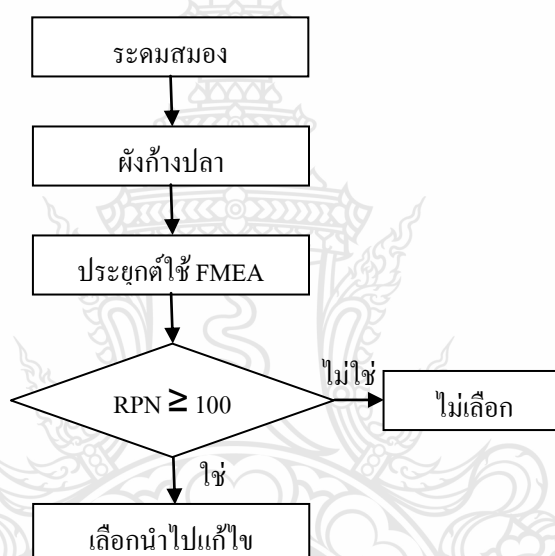 ระดมสมอง
ผังก้างปลา
ประยุกต์ใช้ FMEA
RPN ≥ 100
ไม่ใช่
ไม่เลือก
ใช่
เลือกนำไปแก้ไข